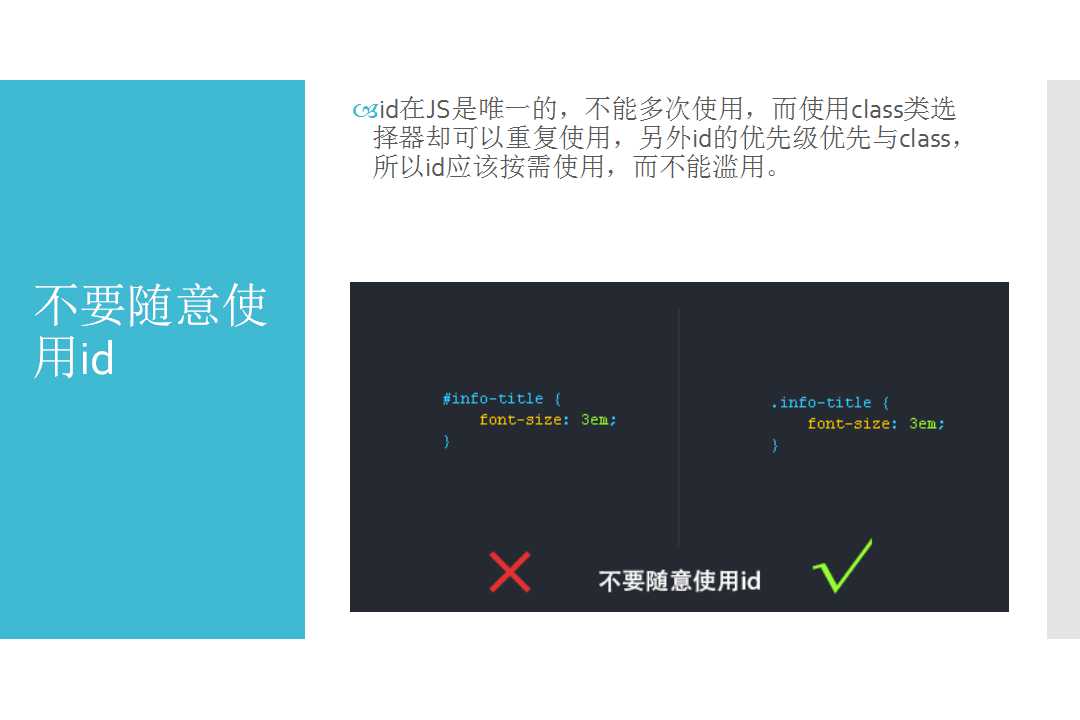 不要随意使
用id
id在JS是唯一的，不能多次使用，而使用class类选
择器却可以重复使用，另外id的优先级优先与class，
所以id应该按需使用，而不能滥用。
#info-title {
font-size: 3em;
}
.info-title {
font-size: 3em;
}
不要随意使用id